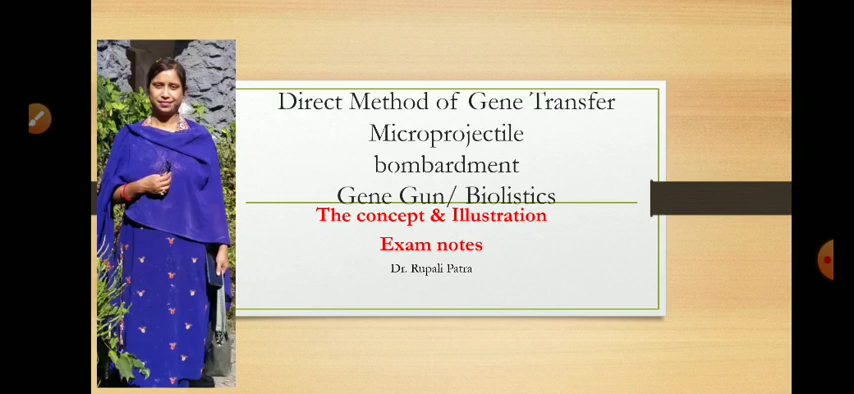 Direct Method of Gene Transfer
Microprojectile
bombardment
Gene Gun/ Biolistics
The concept & Illustration
Exam notes
Dr. Rupali Patra